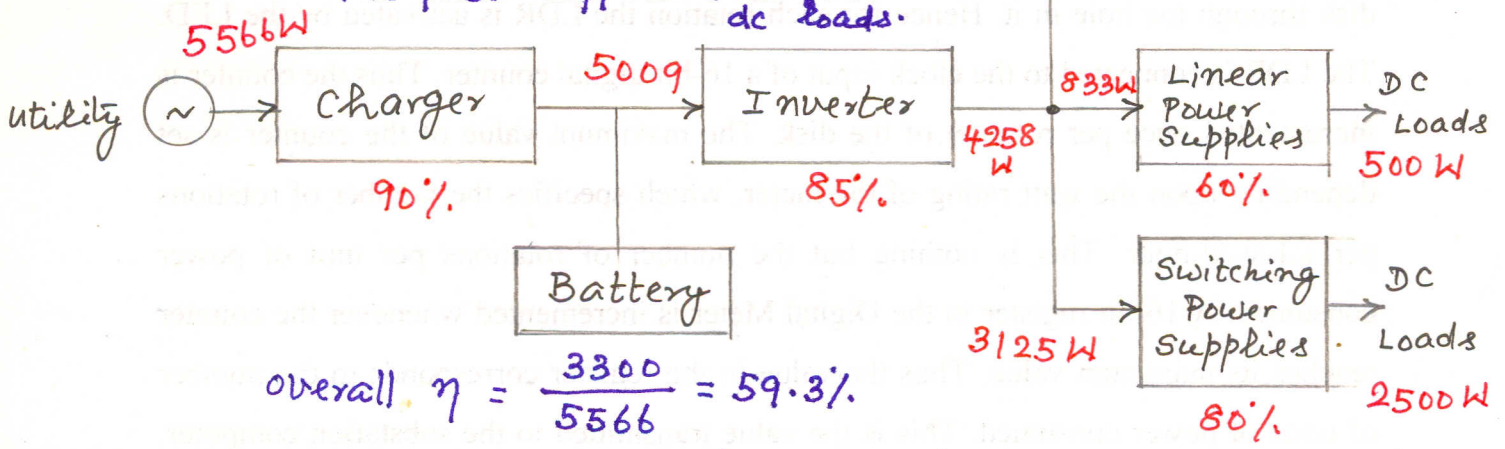 dc loads.
5566W
utility
~
Charger
90%
5009
Inverter
85%
4258
W
833W
Linear
Power
Supplies
60%
DC
Loads
500 W
Battery
3125 W
Switching
Power
Supplies
80%
DC
Loads
2500 W
overall η = 3300 / 5566 = 59.3%